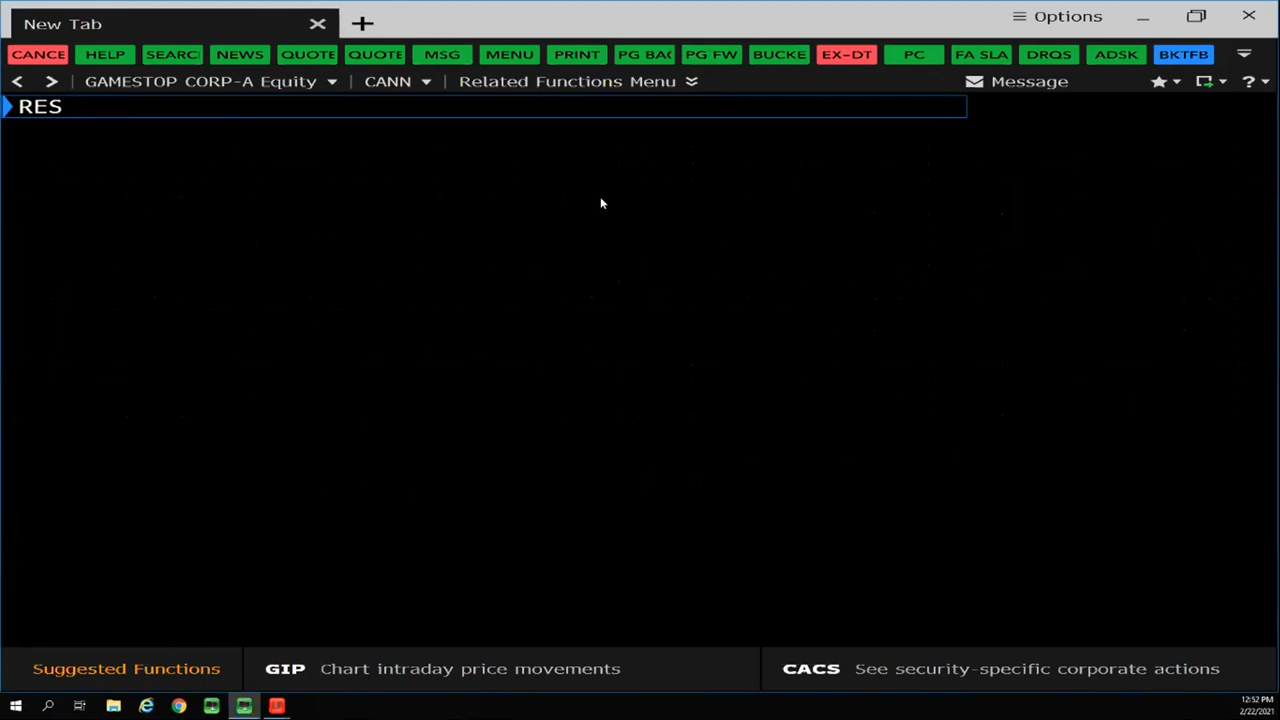 New Tab
Options
CANCE HELP SEARC NEWS QUOTE QUOTE MSG MENU PRINT PG BAC PG FW BUCKE EX-DT PC FA SLA DRQS ADSK BKTFB
GAMESTOP CORP-A Equity CANN Related Functions Menu Message
RES
Suggested Functions GIP Chart intraday price movements CACS See security-specific corporate actions
12:52 PM
2/22/2021